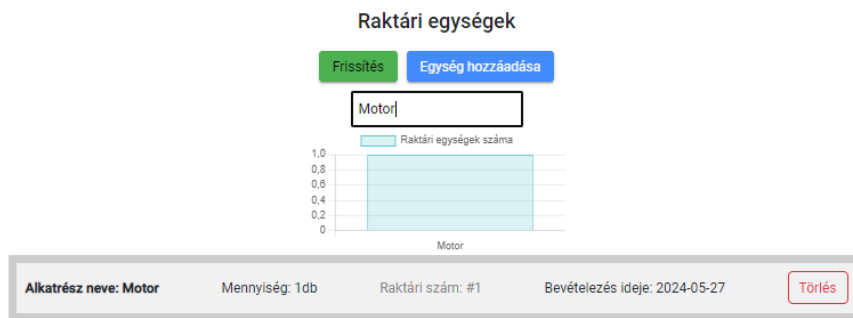 Raktári egységek
Frissítés Egység hozzáadása
Motor
Raktári egységek száma
1,0
0,8
0,6
0,4
0,2
0
Motor
Alkatrész neve: Motor Mennyiség: 1db Raktári szám: #1 Bevételezés ideje: 2024-05-27 Törlés